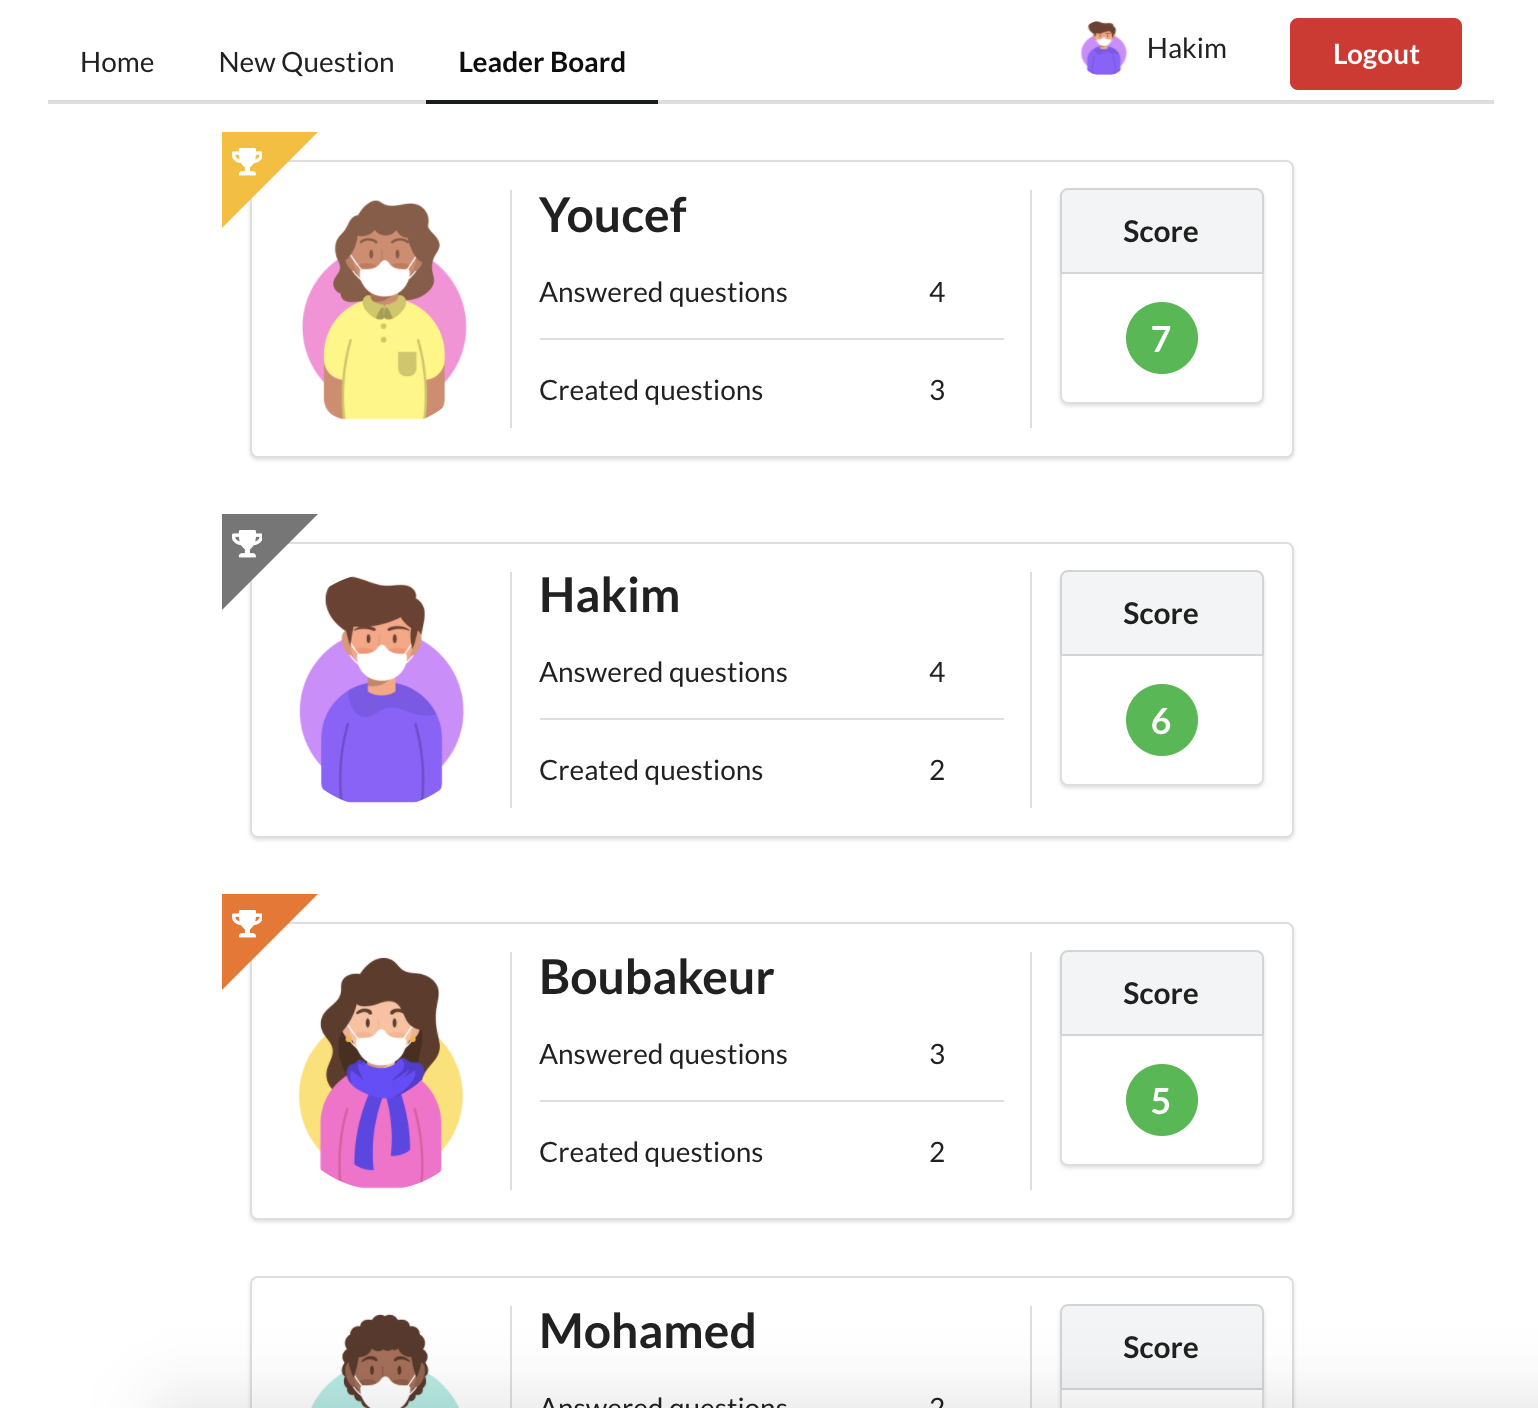 Home New Question Leader Board Hakim Logout
Youcef
Answered questions 4
Created questions 3
Score
7
Hakim
Answered questions 4
Created questions 2
Score
6
Boubakeur
Answered questions 3
Created questions 2
Score
5
Mohamed
Answered questions 2
Score